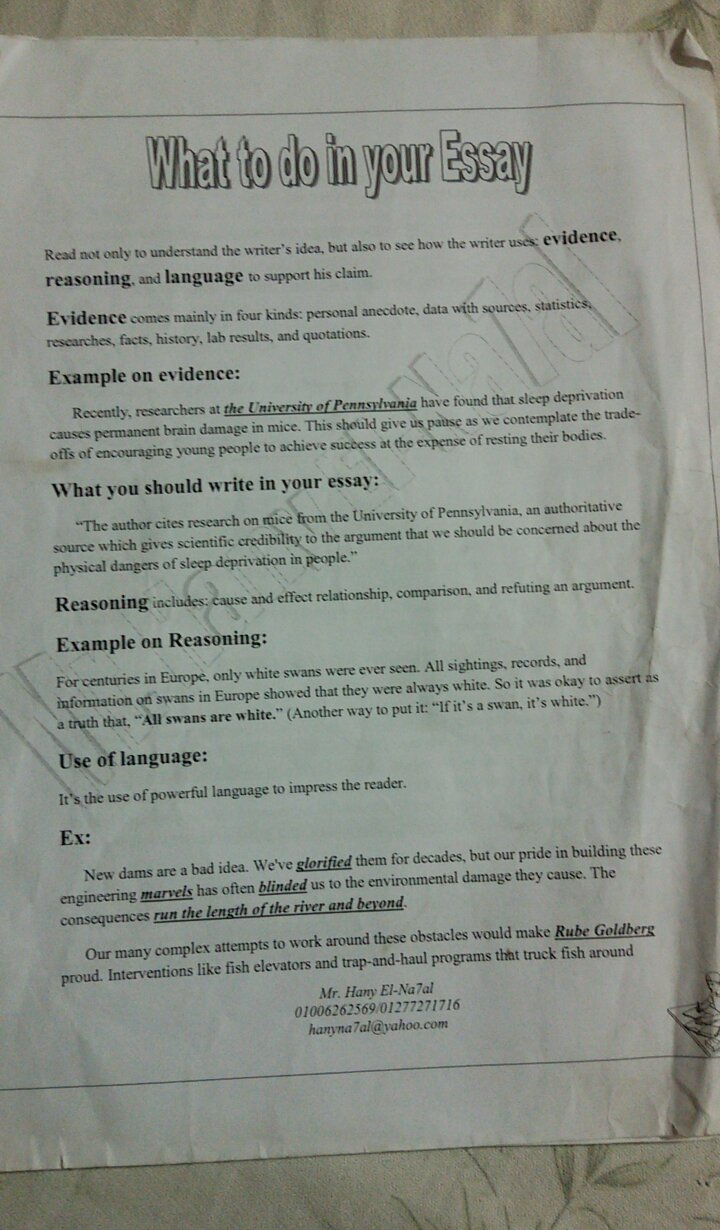 What to do in your Essay
Read not only to understand the writer's idea, but also to see how the writer uses: evidence,
reasoning, and language to support his claim.
Evidence comes mainly in four kinds: personal anecdote, data with sources, statistics,
researches, facts, history, lab results, and quotations.
Example on evidence:
Recently, researchers at the University of Pennsylvania have found that sleep deprivation
causes permanent brain damage in mice. This should give us pause as we contemplate the trade-
offs of encouraging young people to achieve success at the expense of resting their bodies.
What you should write in your essay:
“The author cites research on mice from the University of Pennsylvania, an authoritative
source which gives scientific credibility to the argument that we should be concerned about the
physical dangers of sleep deprivation in people.”
Reasoning includes: cause and effect relationship, comparison, and refuting an argument.
Example on Reasoning:
For centuries in Europe, only white swans were ever seen. All sightings, records, and
information on swans in Europe showed that they were always white. So it was okay to assert as
a truth that, “All swans are white.” (Another way to put it: “If it's a swan, it's white.”)
Use of language:
It's the use of powerful language to impress the reader.
Ex:
New dams are a bad idea. We've glorified them for decades, but our pride in building these
engineering marvels has often blinded us to the environmental damage they cause. The
consequences run the length of the river and beyond.
Our many complex attempts to work around these obstacles would make Rube Goldberg
proud. Interventions like fish elevators and trap-and-haul programs that truck fish around
Mr. Hany El-Na7al
01006262569/01277271716
hanyna7al@yahoo.com